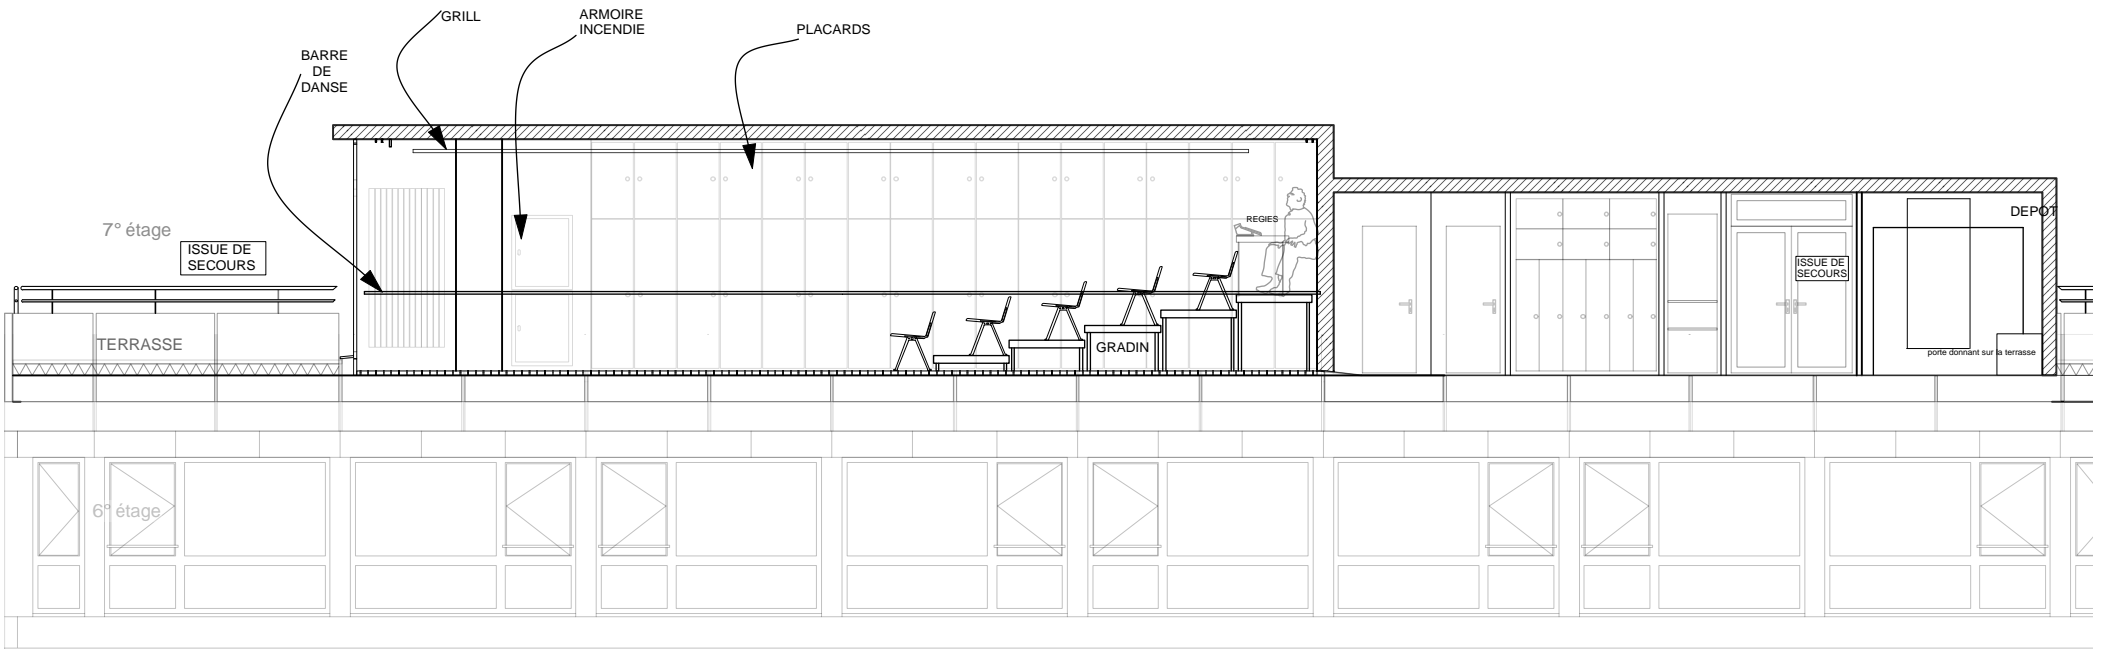 GRILL
ARMOIRE
INCENDIE
PLACARDS
BARRE
DE
DANSE
7° étage
ISSUE DE
SECOURS
TERRASSE
REGIES
GRADIN
DEPOT
ISSUE DE
SECOURS
porte donnant sur la terrasse
6° étage